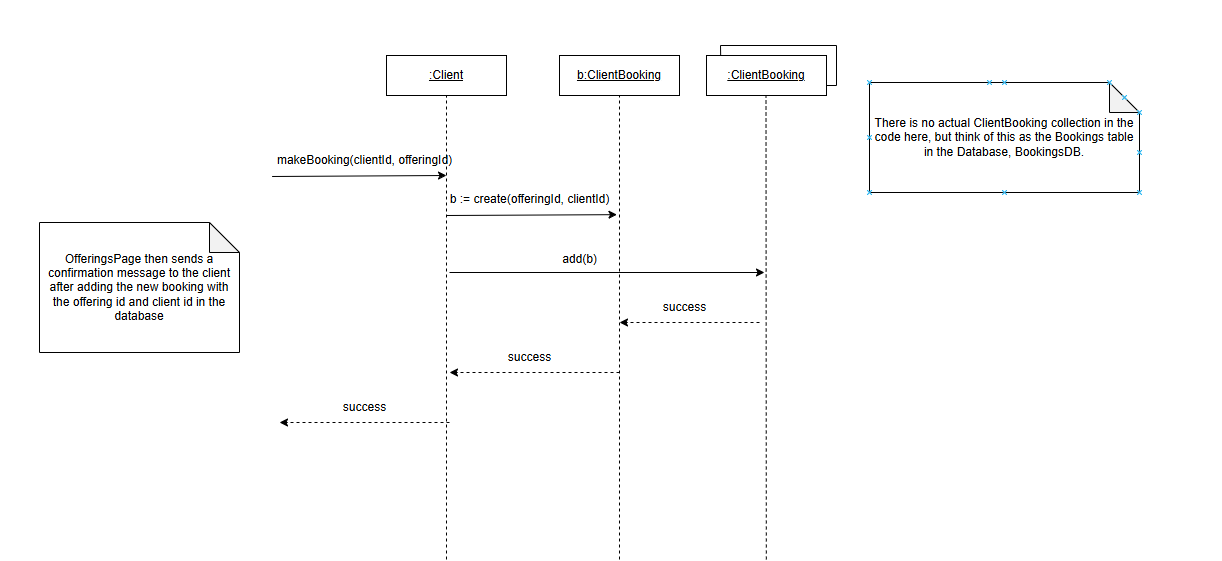 :Client
b:ClientBooking
:ClientBooking
There is no actual ClientBooking collection in the
code here, but think of this as the Bookings table
in the Database, BookingsDB.
makeBooking(clientId, offeringId)
b := create(offeringId, clientId)
OfferingsPage then sends a
confirmation message to the client
after adding the new booking with
the offering id and client id in the
database
add(b)
success
success
success